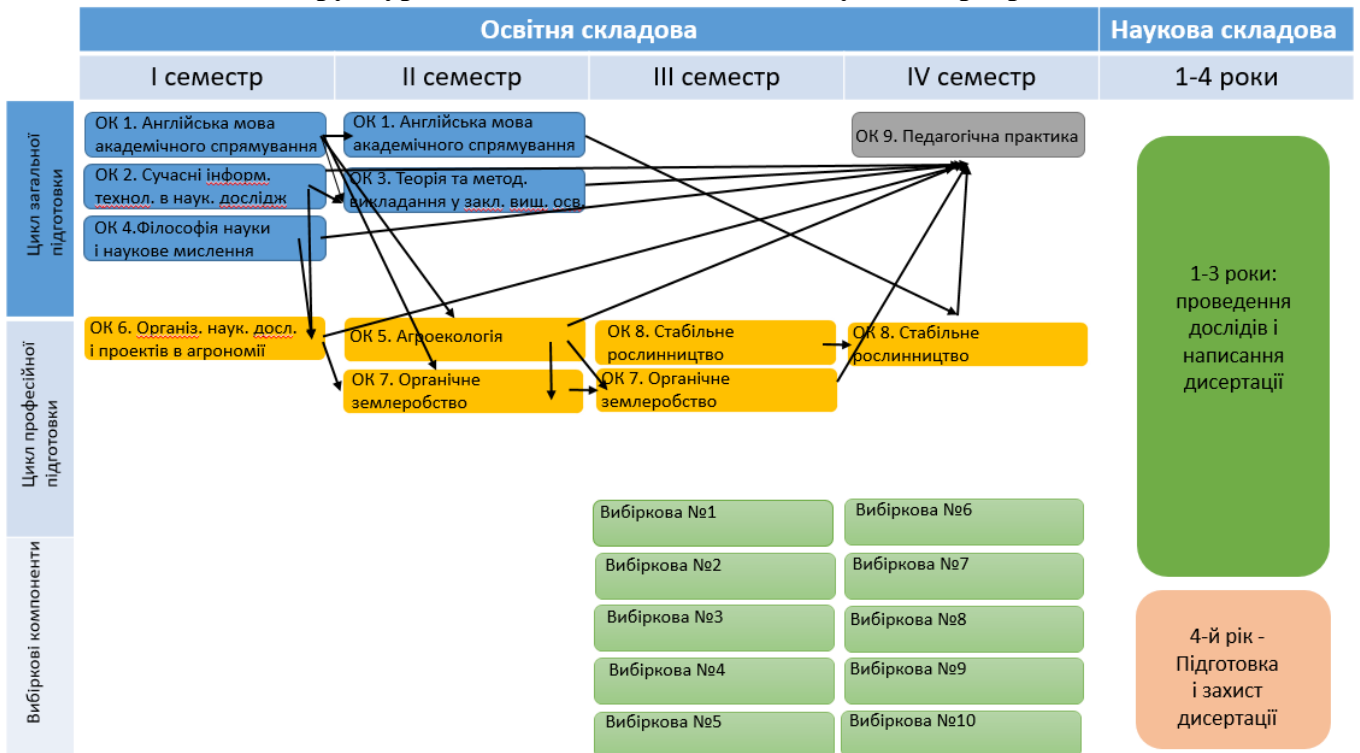 Освітня складова
Наукова складова
І семестр
ІІ семестр
ІІІ семестр
IV семестр
1-4 роки
Цикл загальної
підготовки
ОК 1. Англійська мова
академічного спрямування
ОК 1. Англійська мова
академічного спрямування
ОК 9. Педагогічна практика
ОК 2. Сучасні інформ.
технол. в наук. дослідж
ОК 3. Теорія та метод.
викладання у закл. вищ. осв.
ОК 4.Філософія науки
і наукове мислення
Цикл професійної
підготовки
ОК 6. Організ. наук. досл.
і проектів в агрономії
ОК 5. Агроекологія
ОК 8. Стабільне
рослинництво
ОК 8. Стабільне
рослинництво
ОК 7. Органічне
землеробство
ОК 7. Органічне
землеробство
Вибіркові компоненти
Вибіркова №1
Вибіркова №6
Вибіркова №2
Вибіркова №7
Вибіркова №3
Вибіркова №8
Вибіркова №4
Вибіркова №9
Вибіркова №5
Вибіркова №10
1-3 роки:
проведення
дослідів і
написання
дисертації
4-й рік -
Підготовка
і захист
дисертації